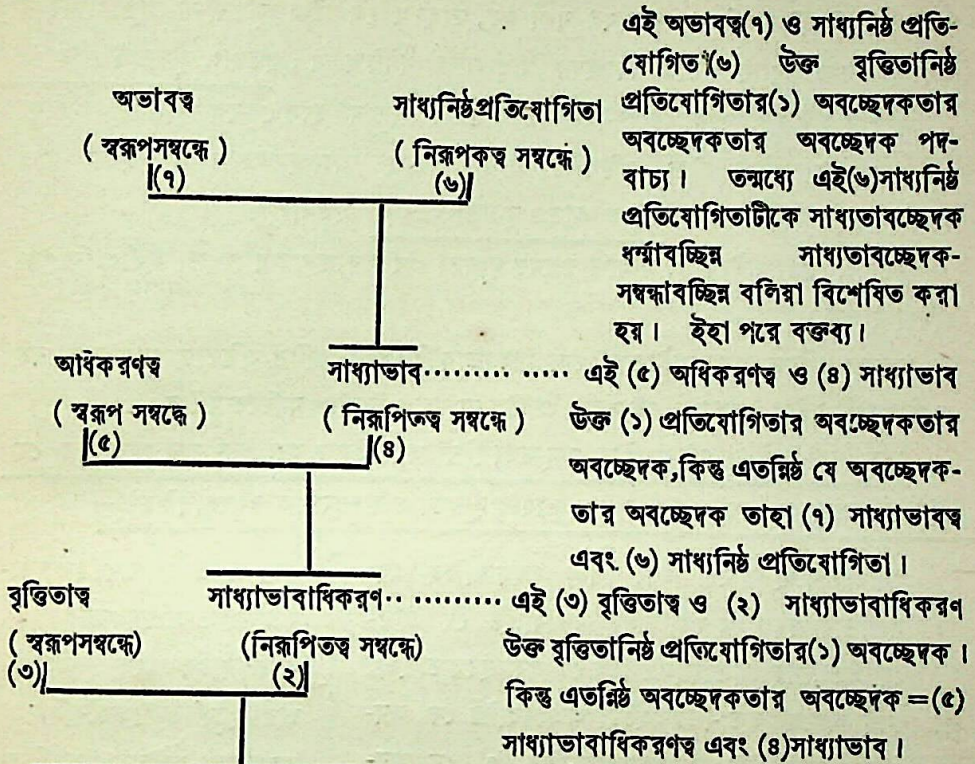 এই অভাবত্ব(৭) ও সাধ্যনিষ্ঠ প্রতি-
যোগিত (৬) উক্ত বৃত্তিতানিষ্ঠ
প্রতিযোগিতার(১) অবচ্ছেদকতার
অবচ্ছেদকতার অবচ্ছেদক পদ-
বাচ্য। তন্মধ্যে এই(৬)সাধ্যনিষ্ঠ
প্রতিযোগিতাটীকে সাধ্যতাবচ্ছেদক
ধর্ম্মাবচ্ছিন্ন সাধ্যতাবচ্ছেদক-
সম্বন্ধাবচ্ছিন্ন বলিয়া বিশেষিত করা
হয়। ইহা পরে বক্তব্য।
অভাবত্ব সাধ্যনিষ্ঠপ্রতিযোগিতা
( স্বরূপসম্বন্ধে ) ( নিরূপকত্ব সম্বন্ধে )
(৭) (৬)
অধিকরণত্ব সাধ্যাভাব......... ..... এই (৫) অধিকরণত্ব ও (৪) সাধ্যাভাব
( স্বরূপ সম্বন্ধে ) ( নিরূপিতত্ব সম্বন্ধে ) উক্ত (১) প্রতিযোগিতার অবচ্ছেদকতার
(৫) (৪)
অবচ্ছেদক,কিন্তু এতন্নিষ্ঠ যে অবচ্ছেদক-
তার অবচ্ছেদক তাহা (৭) সাধ্যাভাবত্ব
এবং (৬) সাধ্যনিষ্ঠ প্রতিযোগিতা।
বৃত্তিতাত্ব সাধ্যাভাবাধিকরণ.. ......... এই (৩) বৃত্তিতাত্ব ও (২) সাধ্যাভাবাধিকরণ
( স্বরূপসম্বন্ধে) (নিরূপিতত্ব সম্বন্ধে) উক্ত বৃত্তিতানিষ্ঠ প্রতিযোগিতার(১) অবচ্ছেদক।
(৩) (২)
কিন্তু এতন্নিষ্ঠ অবচ্ছেদকতার অবচ্ছেদক = (৫)
সাধ্যাভাবাধিকরণত্ব এবং (৪)সাধ্যাভাব।